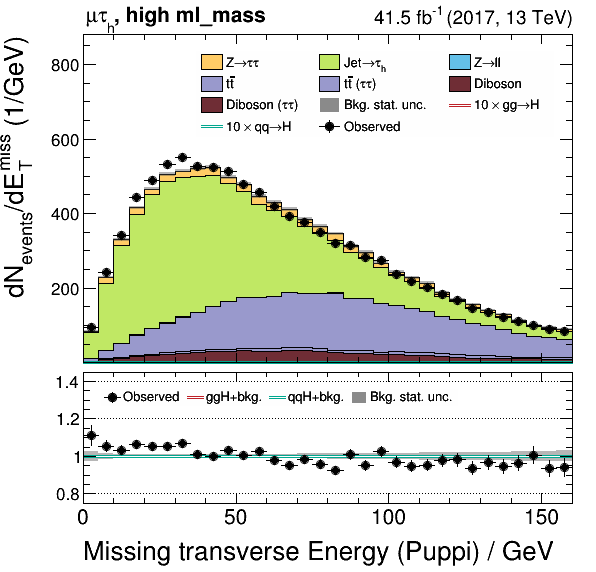 μτh, high ml_mass 41.5 fb⁻¹ (2017, 13 TeV)
dNevents/dETmiss (1/GeV)
800
600
400
200
Z→ττ Jet→τh Z→ll
tt̄ tt̄ (ττ) Diboson
Diboson (ττ) Bkg. stat. unc. 10 × gg→H
10 × qq→H Observed
1.4
1.2
1
0.8
Observed ggH+bkg. qqH+bkg. Bkg. stat. unc.
0 50 100 150
Missing transverse Energy (Puppi) / GeV